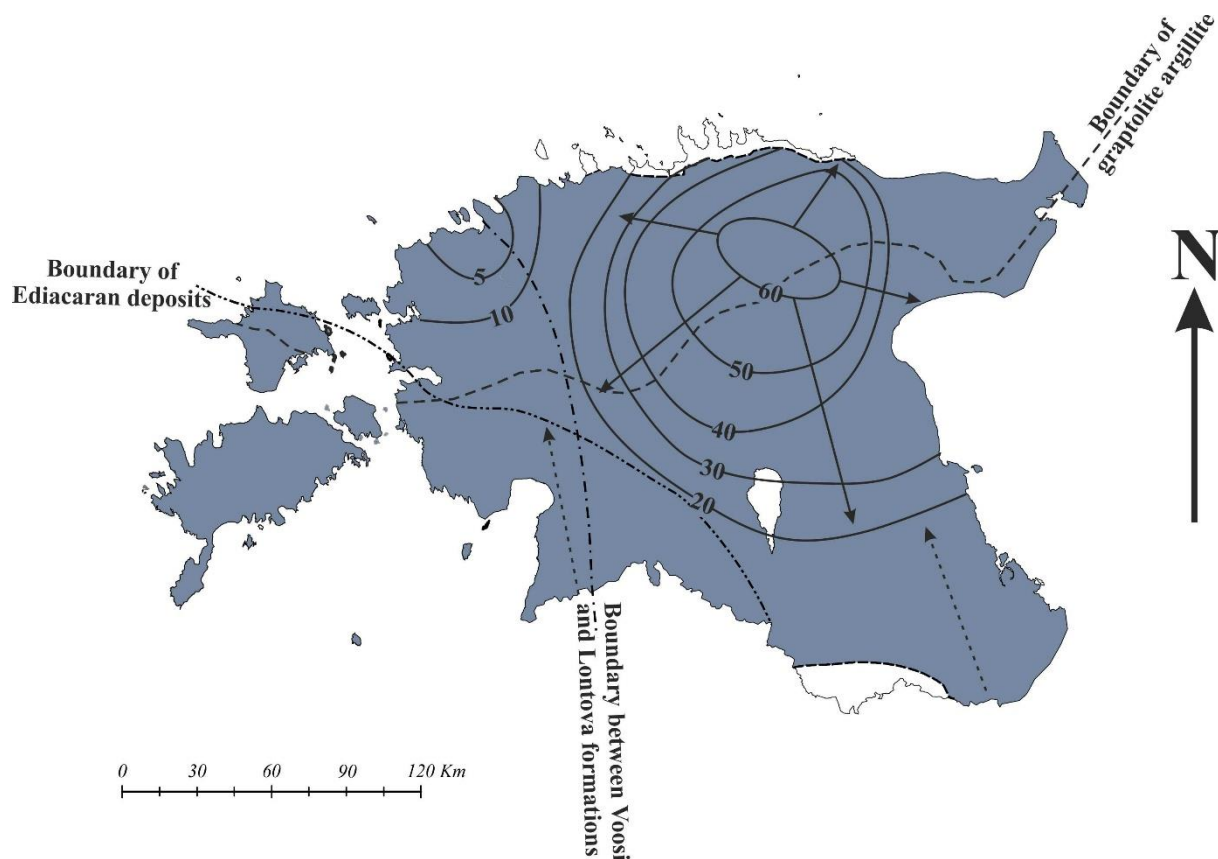 Boundary of
graptolite argillite
N
Boundary of
Ediacaran deposits
5
10
60
50
40
30
20
Boundary between Voosi
and Lontova formations
0 30 60 90 120 Km